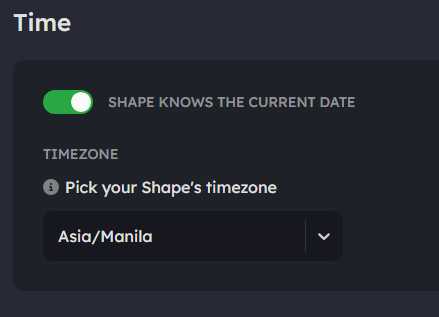 Time
SHAPE KNOWS THE CURRENT DATE
TIMEZONE
Pick your Shape's timezone
Asia/Manila